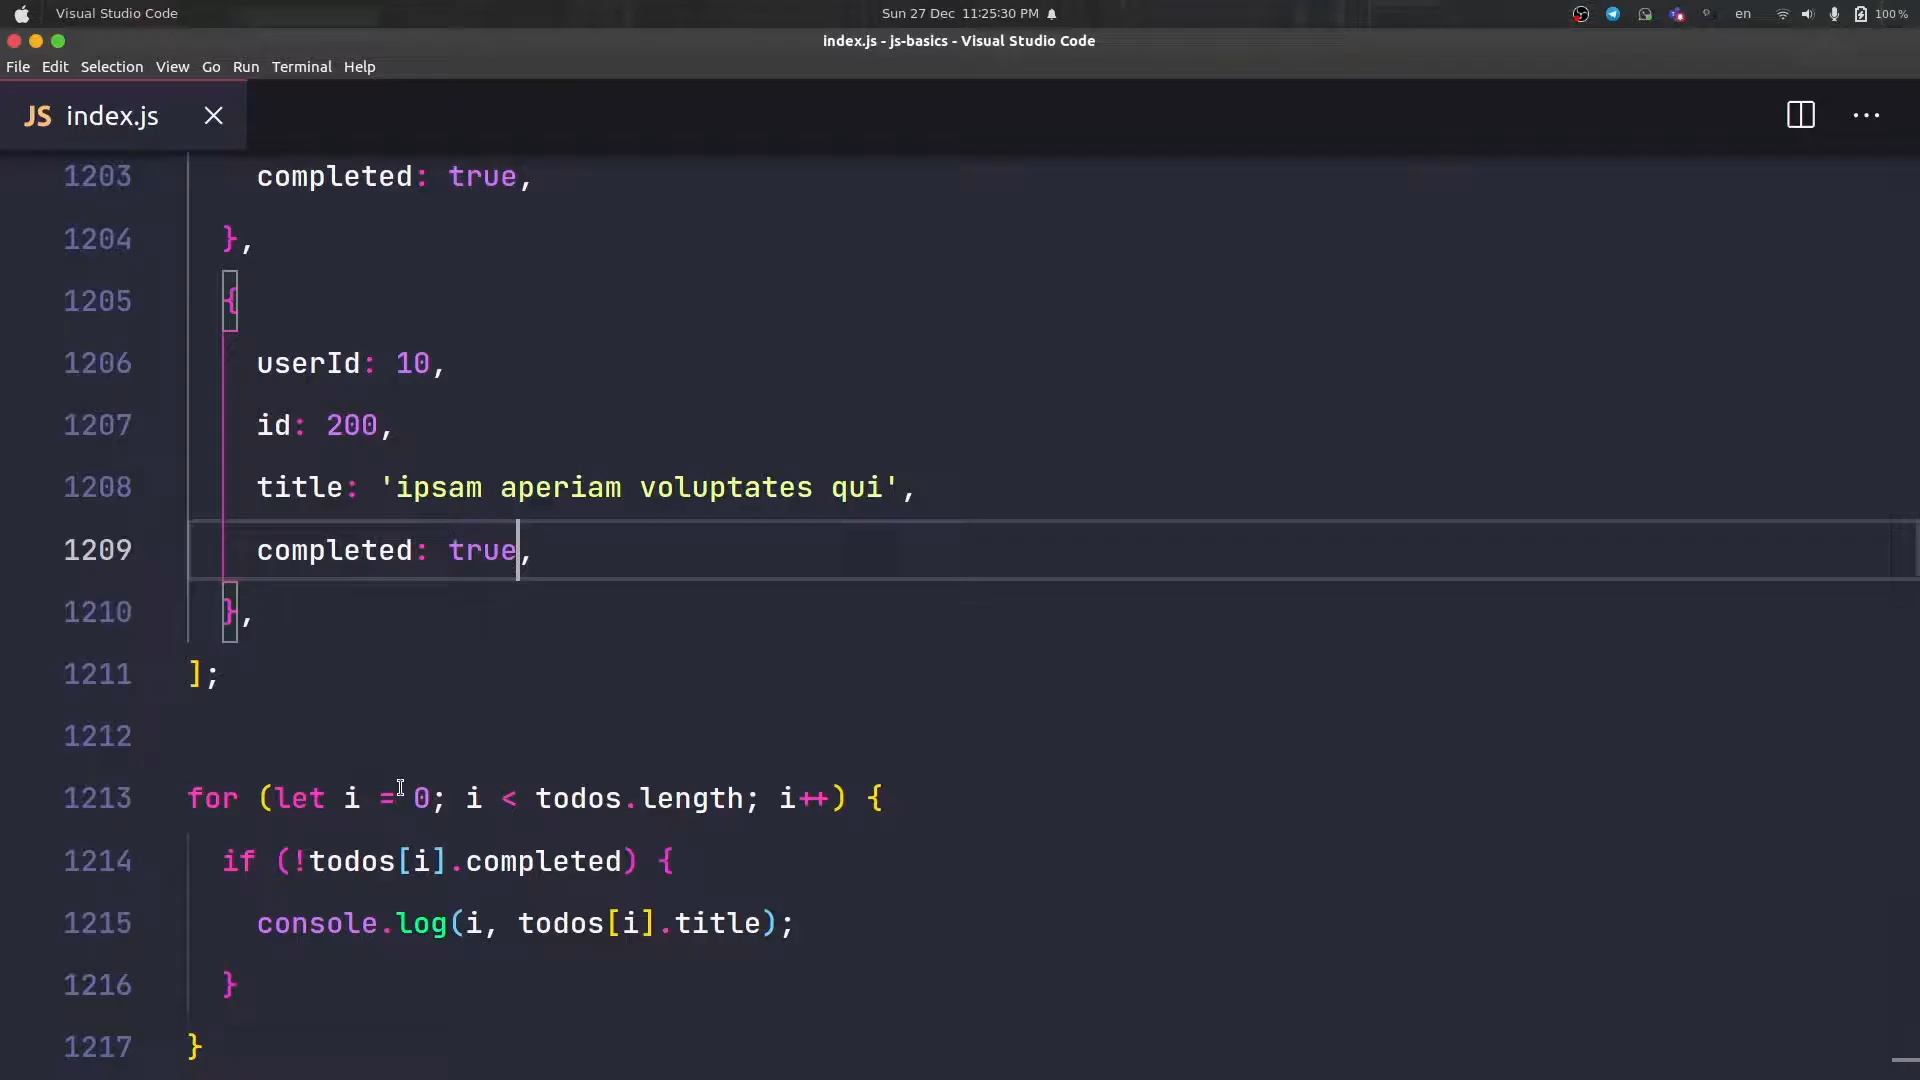 Visual Studio Code
Sun 27 Dec 11:25:30 PM
en
100 %
index.js - js-basics - Visual Studio Code
File Edit Selection View Go Run Terminal Help
JS index.js
1203 completed: true,
1204 },
1205 {
1206 userId: 10,
1207 id: 200,
1208 title: 'ipsam aperiam voluptates qui',
1209 completed: true,
1210 },
1211 ];
1212
1213 for (let i = 0; i < todos.length; i++) {
1214 if (!todos[i].completed) {
1215 console.log(i, todos[i].title);
1216 }
1217 }